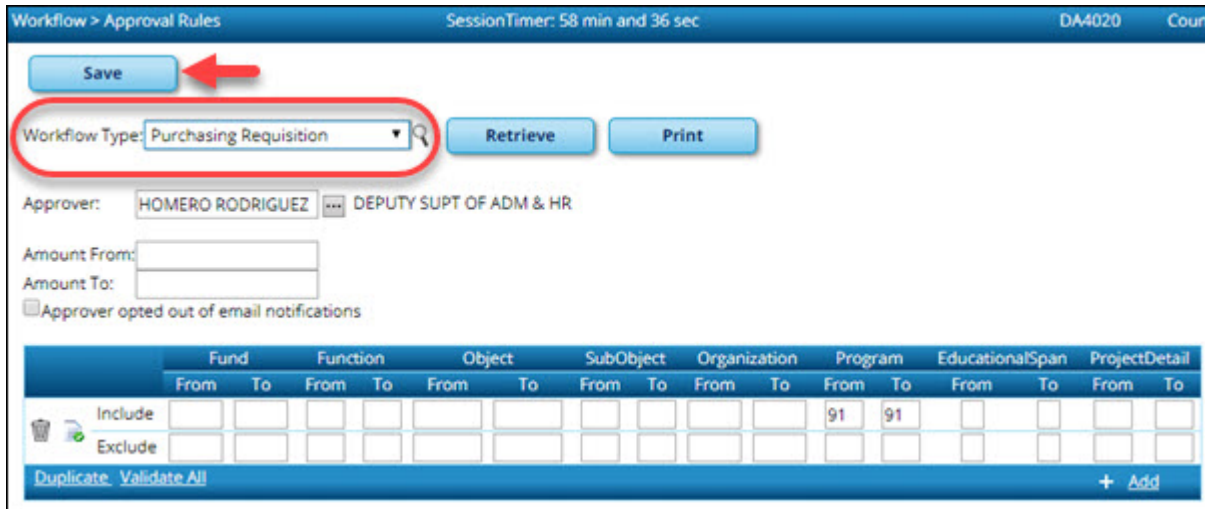 Workflow > Approval Rules SessionTimer: 58 min and 36 sec DA4020 Cour
Save
Workflow Type: Purchasing Requisition Retrieve Print
Approver: HOMERO RODRIGUEZ ... DEPUTY SUPT OF ADM & HR
Amount From:
Amount To:
Approver opted out of email notifications
Fund Function Object SubObject Organization Program EducationalSpan ProjectDetail
From To From To From To From To From To From To From To From To
Include 91 91
Exclude
Duplicate Validate All + Add